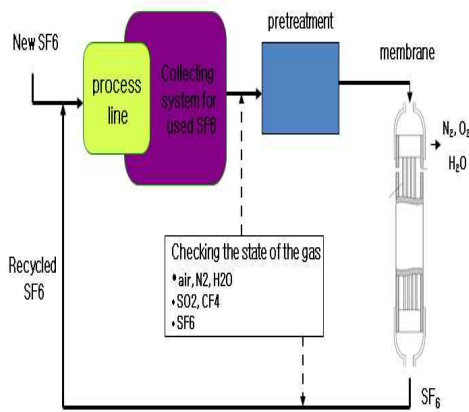 New SF6
process
line
Collecting
system for
used SF6
pretreatment
membrane
N₂, O₂
H₂O
Checking the state of the gas
•air, N2, H2O
•SO2, CF4
•SF6
Recycled
SF6
SF₆